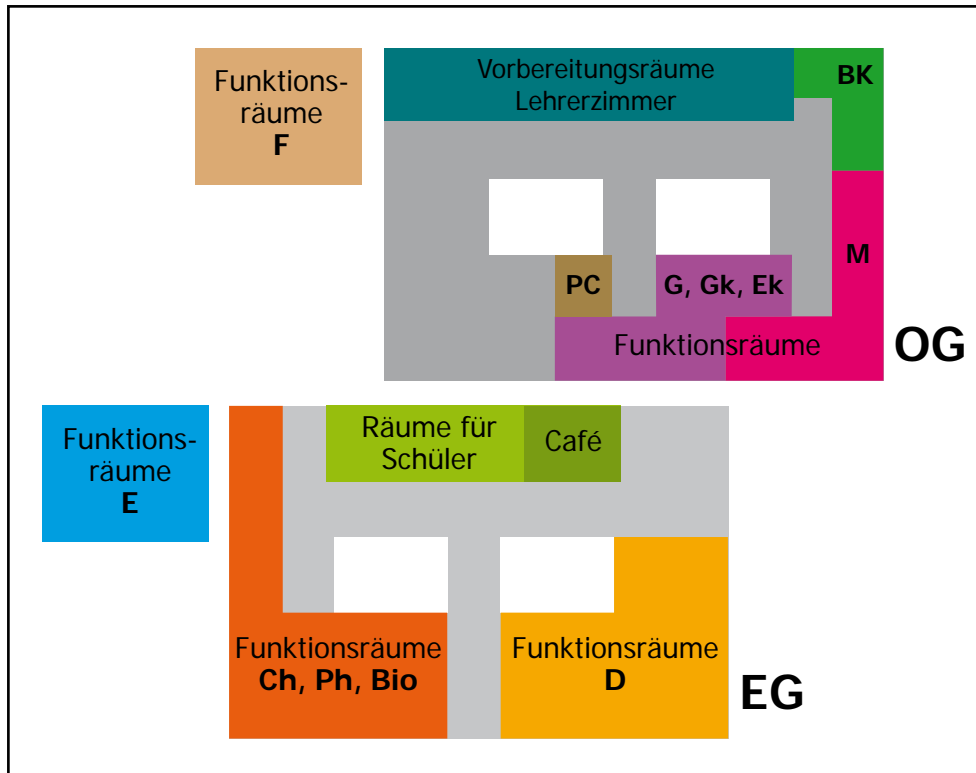 Funktions-
räume
F
Vorbereitungsräume
Lehrerzimmer
BK
M
PC
G, Gk, Ek
Funktionsräume
OG
Funktions-
räume
E
Räume für
Schüler
Café
Funktionsräume
Ch, Ph, Bio
Funktionsräume
D
EG